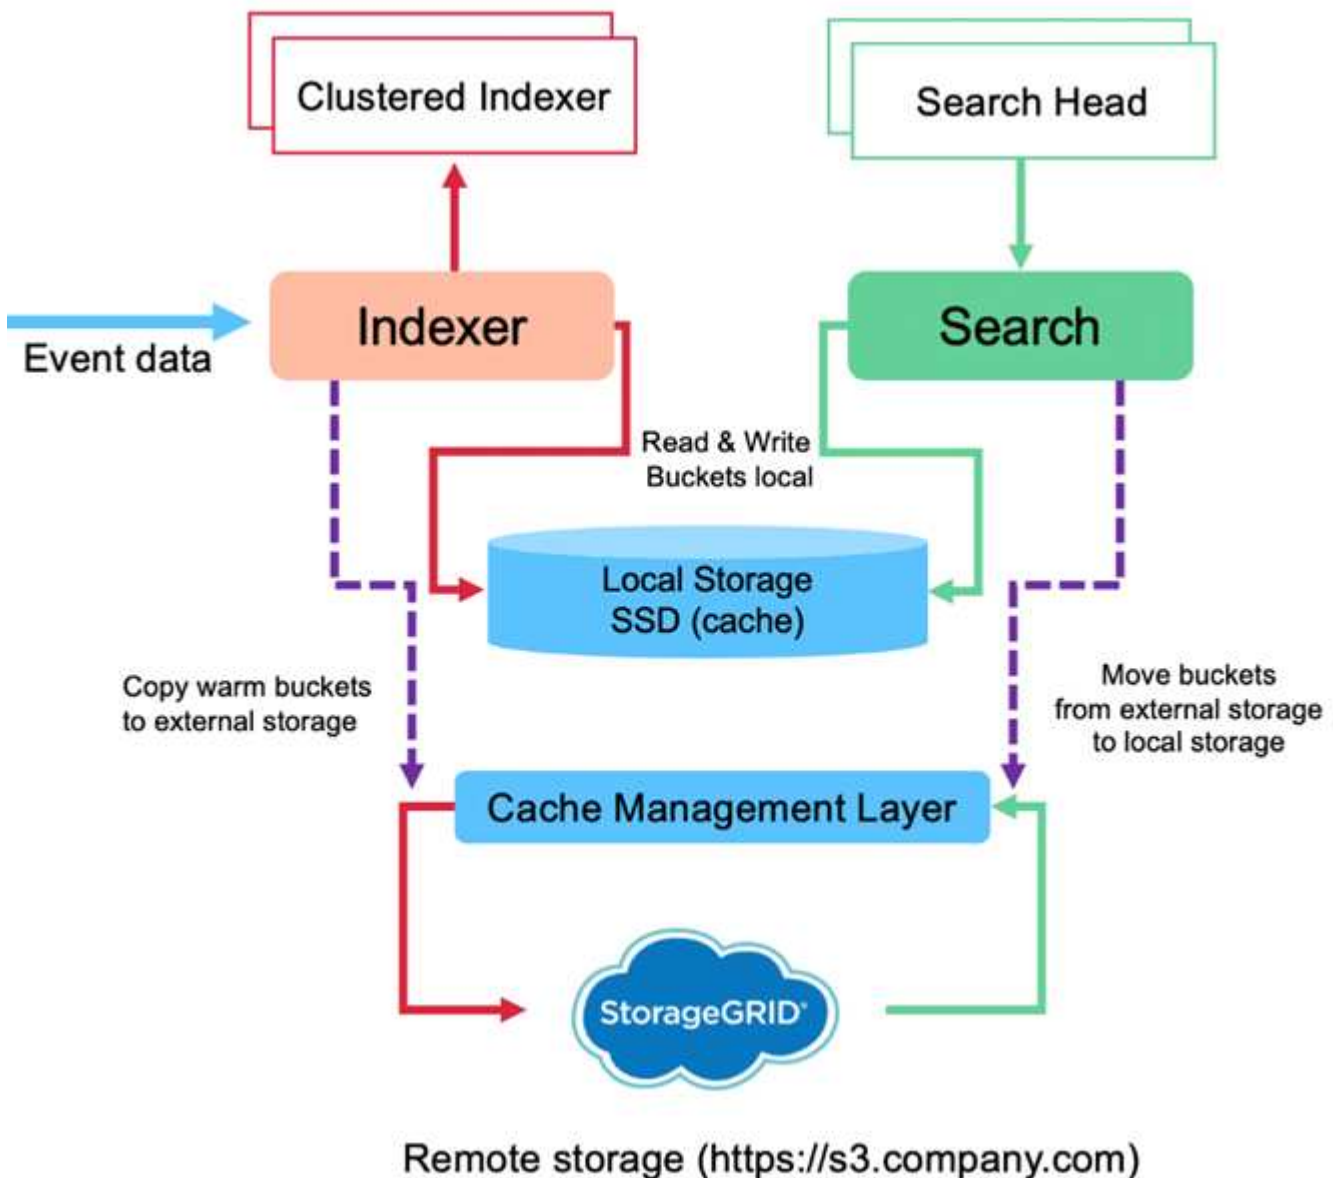 Clustered Indexer
Search Head
Event data
Indexer
Search
Read & Write
Buckets local
Local Storage
SSD (cache)
Copy warm buckets
to external storage
Move buckets
from external storage
to local storage
Cache Management Layer
StorageGRID®
Remote storage (https://s3.company.com)